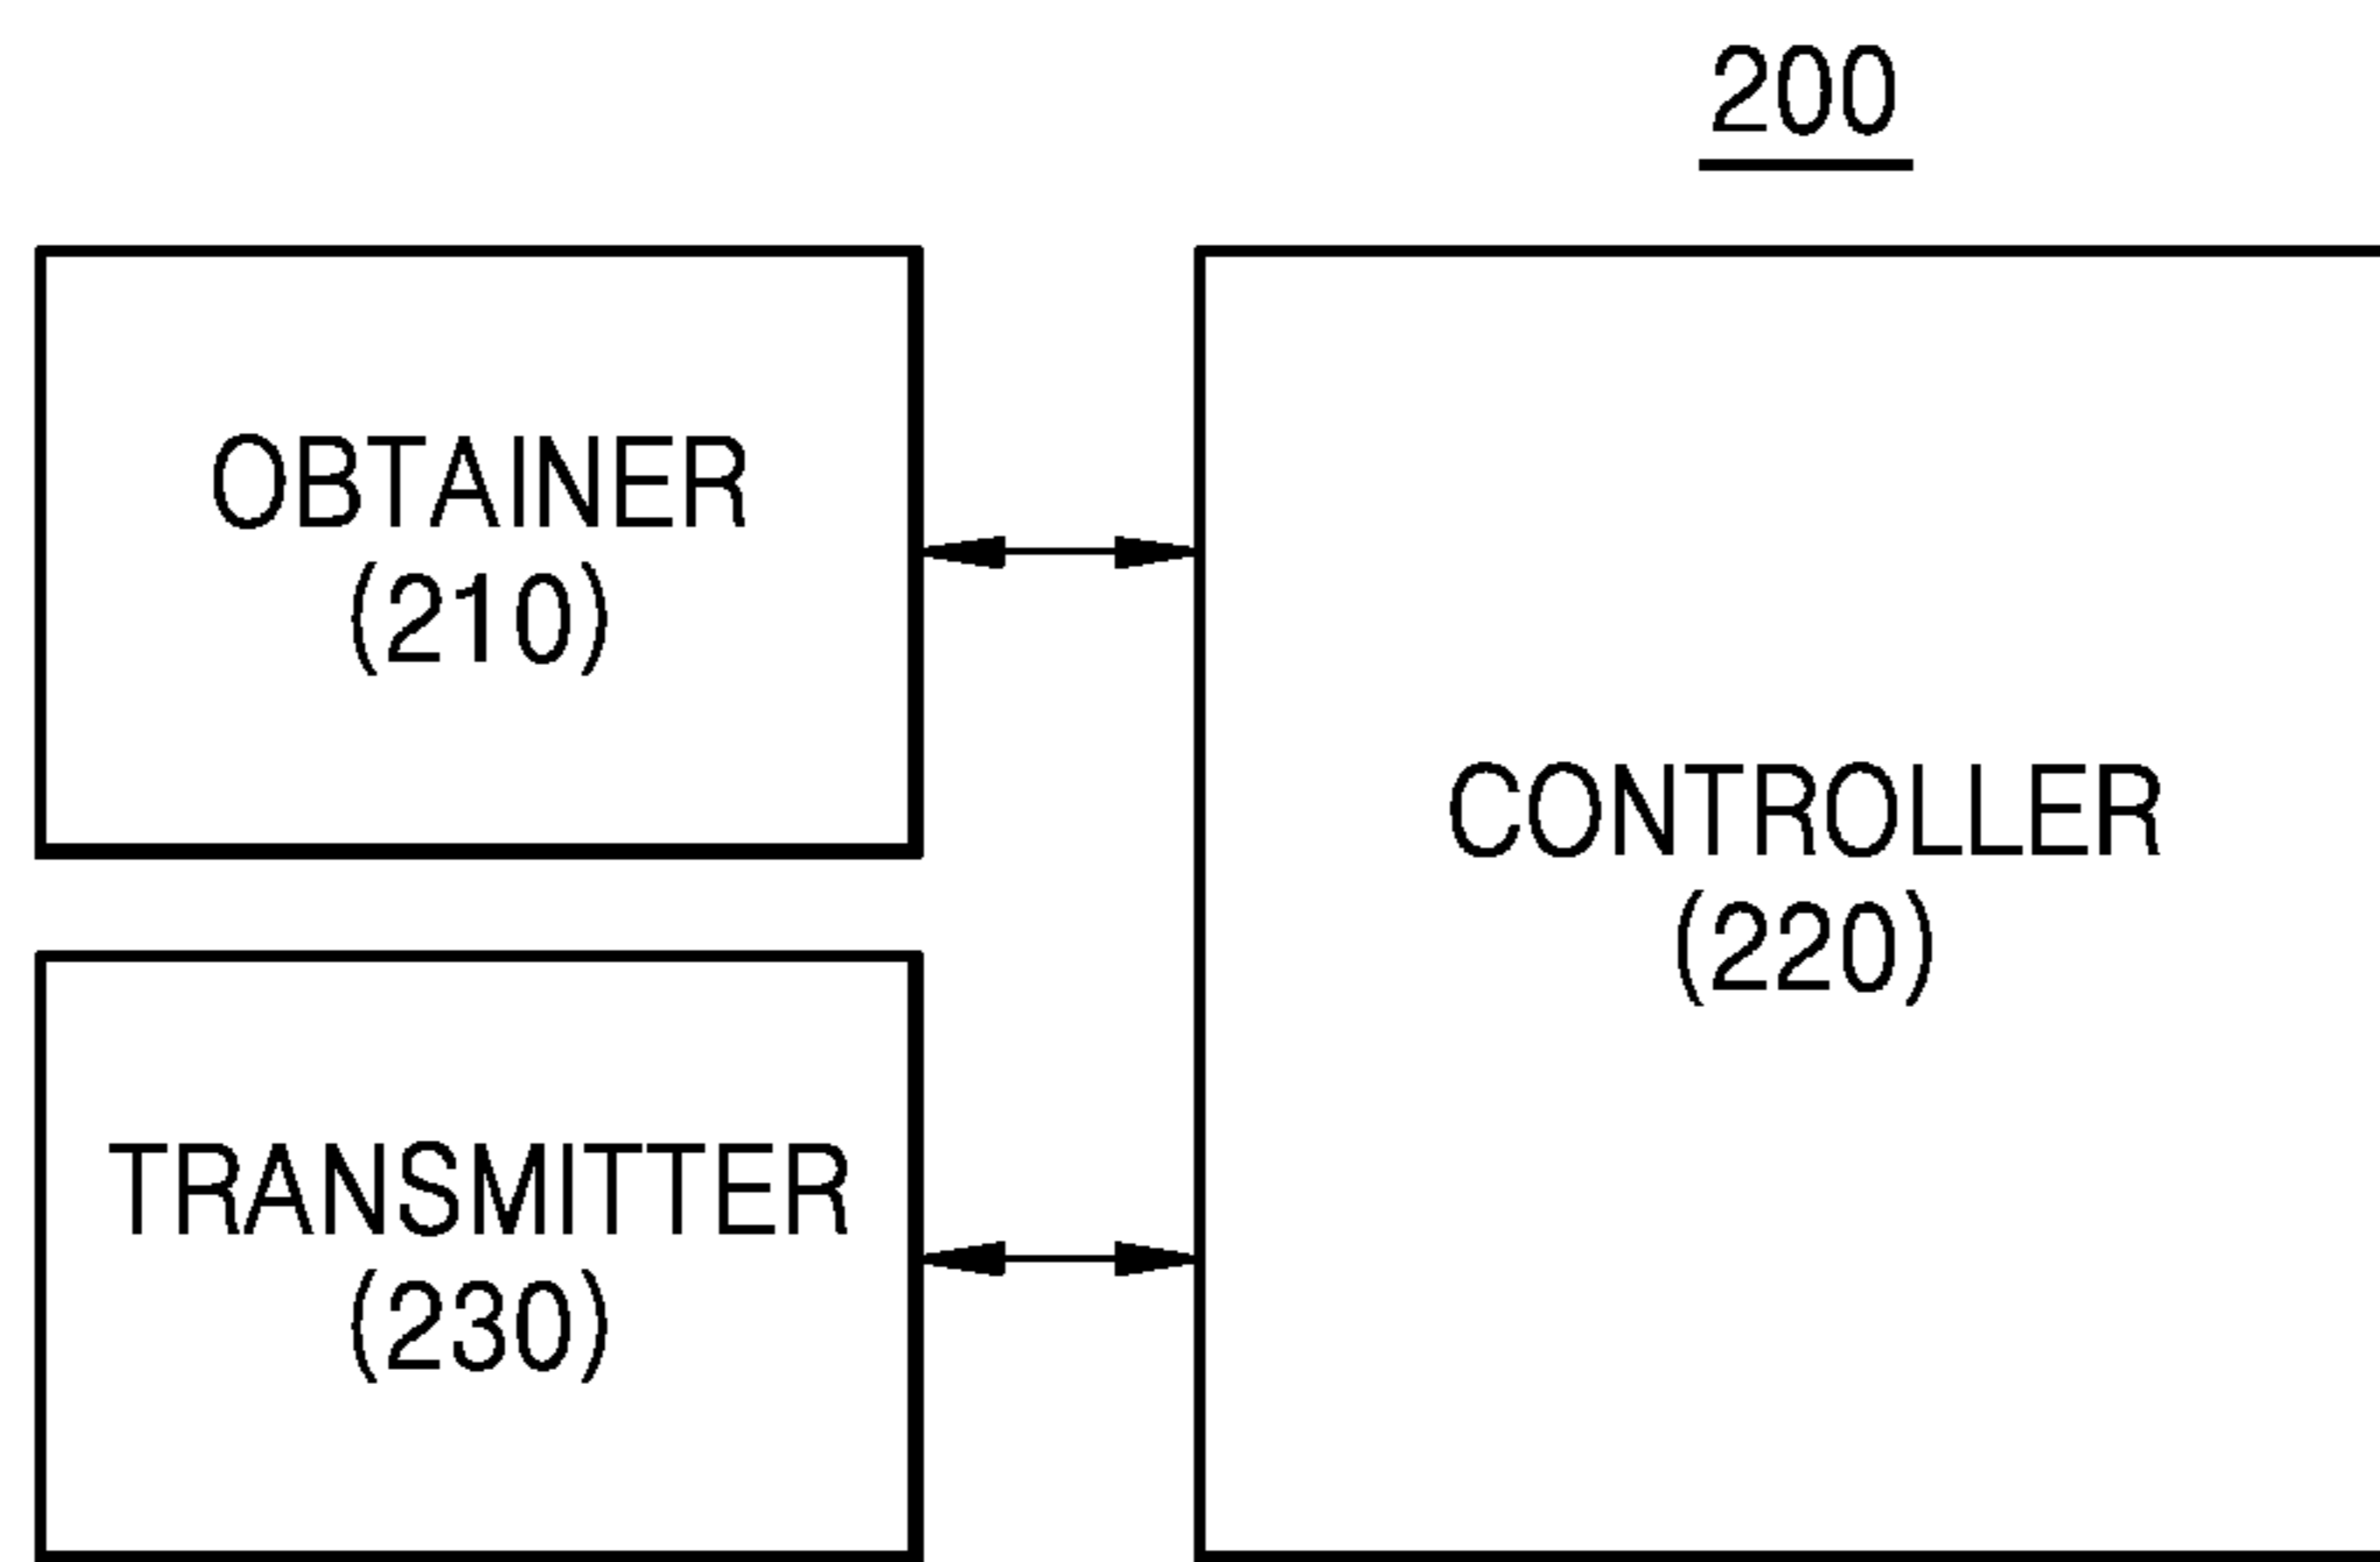 200
OBTAINER
(210)
CONTROLLER
(220)
TRANSMITTER
(230)